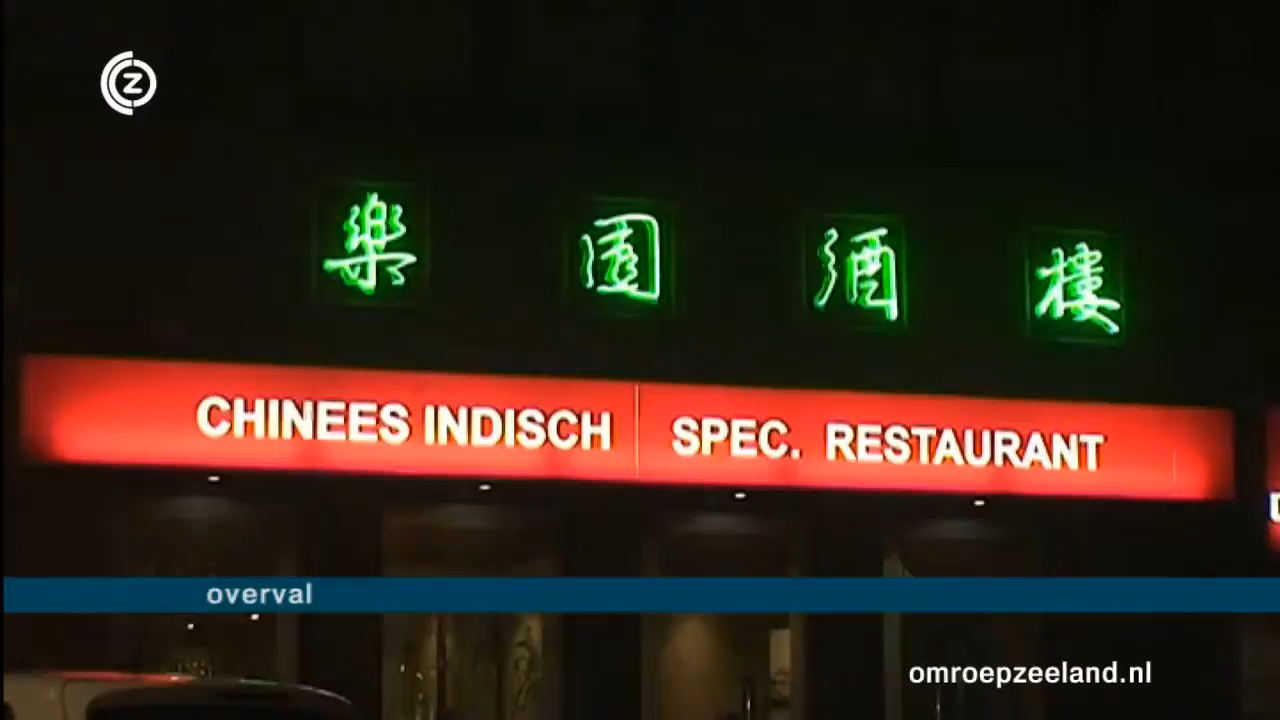 Z
樂園酒樓
CHINEES INDISCH SPEC. RESTAURANT
overval
omroepzeeland.nl